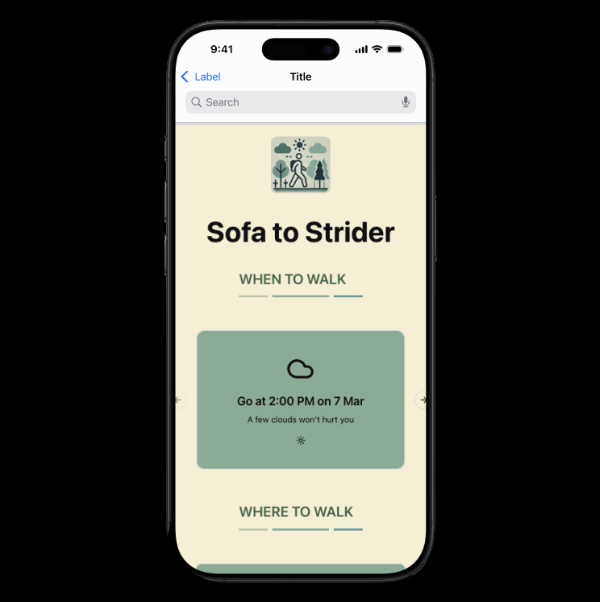 9:41
Label
Title
Search
Sofa to Strider
WHEN TO WALK
Go at 2:00 PM on 7 Mar
A few clouds won't hurt you
WHERE TO WALK